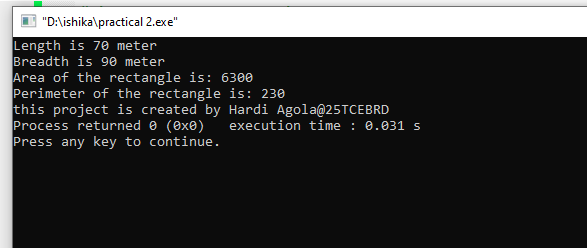 "D:\ishika\practical 2.exe"
Length is 70 meter
Breadth is 90 meter
Area of the rectangle is: 6300
Perimeter of the rectangle is: 230
this project is created by Hardi Agola@25TCEBRD
Process returned 0 (0x0)   execution time : 0.031 s
Press any key to continue.